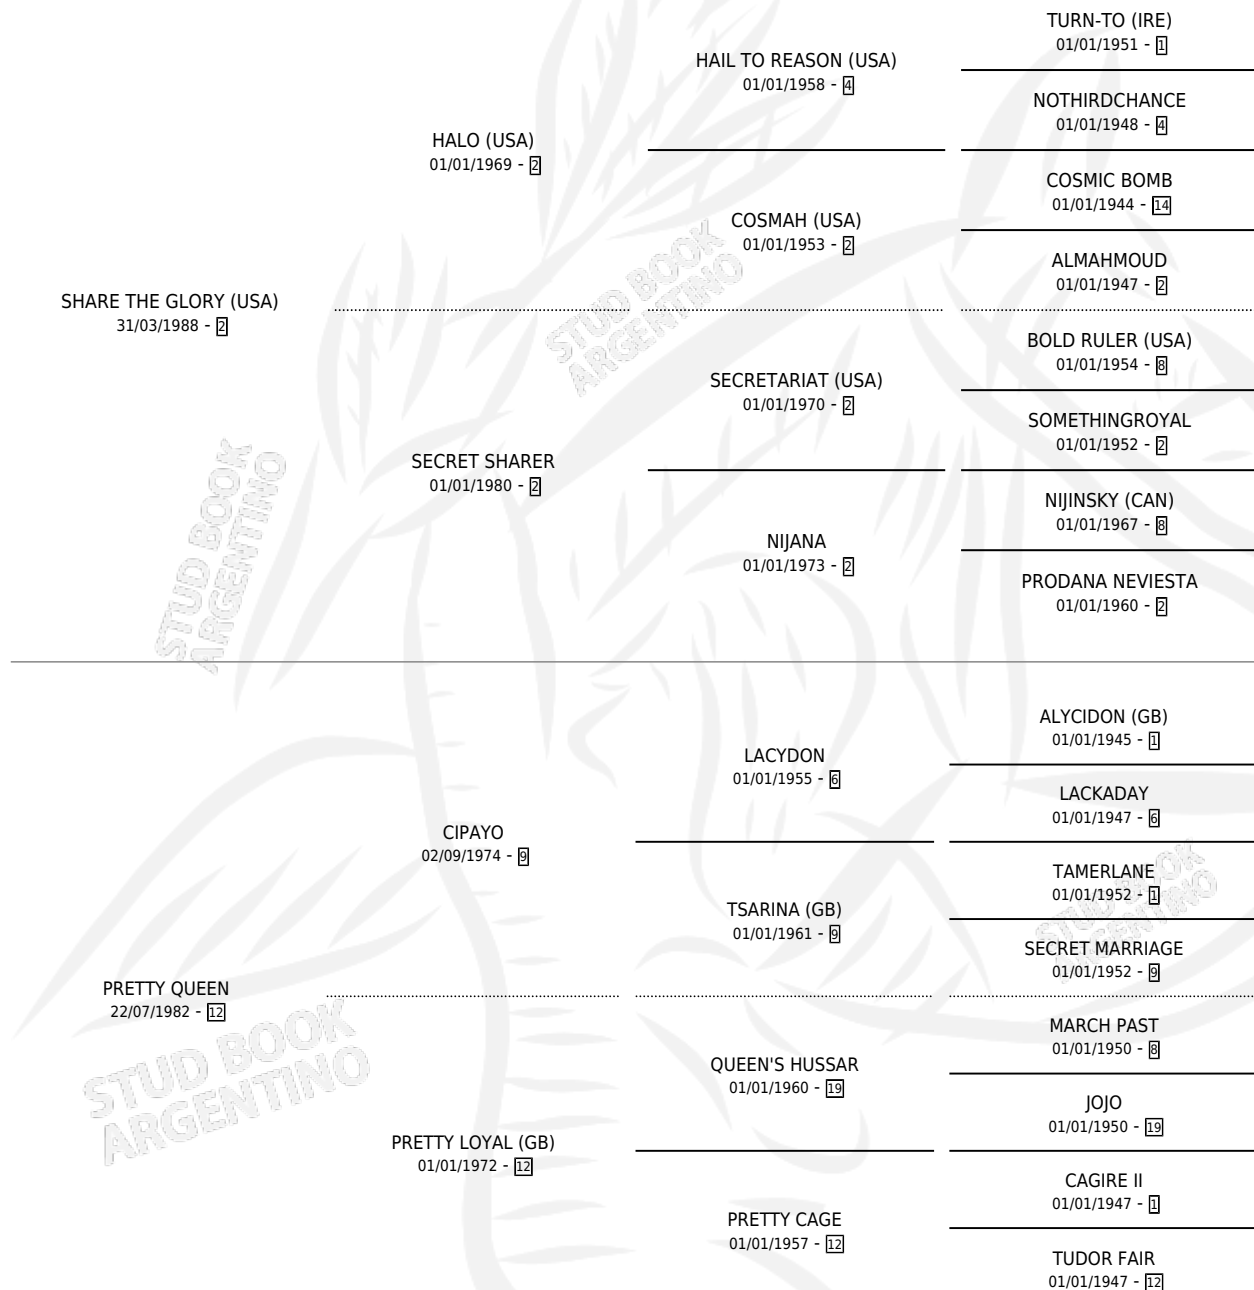 TURN-TO (IRE)
01/01/1951 - 1
HAIL TO REASON (USA)
01/01/1958 - 4
NOTHIRDCHANCE
01/01/1948 - 4
HALO (USA)
01/01/1969 - 2
COSMIC BOMB
01/01/1944 - 14
COSMAH (USA)
01/01/1953 - 2
ALMAHMOUD
01/01/1947 - 2
SHARE THE GLORY (USA)
31/03/1988 - 2
BOLD RULER (USA)
01/01/1954 - 8
SECRETARIAT (USA)
01/01/1970 - 2
SOMETHINGROYAL
01/01/1952 - 2
SECRET SHARER
01/01/1980 - 2
NIJINSKY (CAN)
01/01/1967 - 8
NIJANA
01/01/1973 - 2
PRODANA NEVIESTA
01/01/1960 - 2
ALYCIDON (GB)
01/01/1945 - 1
LACYDON
01/01/1955 - 6
LACKADAY
01/01/1947 - 6
CIPAYO
02/09/1974 - 9
TAMERLANE
01/01/1952 - 1
TSARINA (GB)
01/01/1961 - 9
SECRET MARRIAGE
01/01/1952 - 9
PRETTY QUEEN
22/07/1982 - 12
MARCH PAST
01/01/1950 - 8
QUEEN'S HUSSAR
01/01/1960 - 19
JOJO
01/01/1950 - 19
PRETTY LOYAL (GB)
01/01/1972 - 12
CAGIRE II
01/01/1947 - 1
PRETTY CAGE
01/01/1957 - 12
TUDOR FAIR
01/01/1947 - 12
STUD BOOK
ARGENTINO
STUD BOOK
ARGENTINO
STUD BOOK
ARGENTINO
STUD BOOK
ARGENTINO